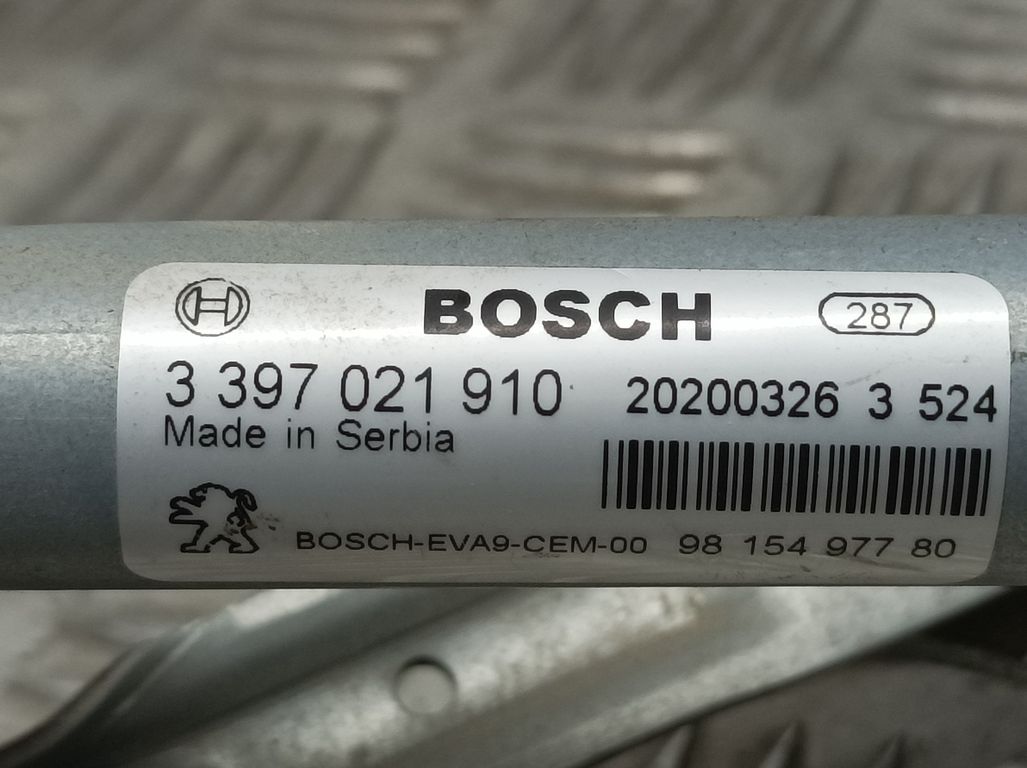 BOSCH 287
3 397 021 910 20200326 3 524
Made in Serbia
BOSCH-EVA9-CEM-00 98 154 977 80